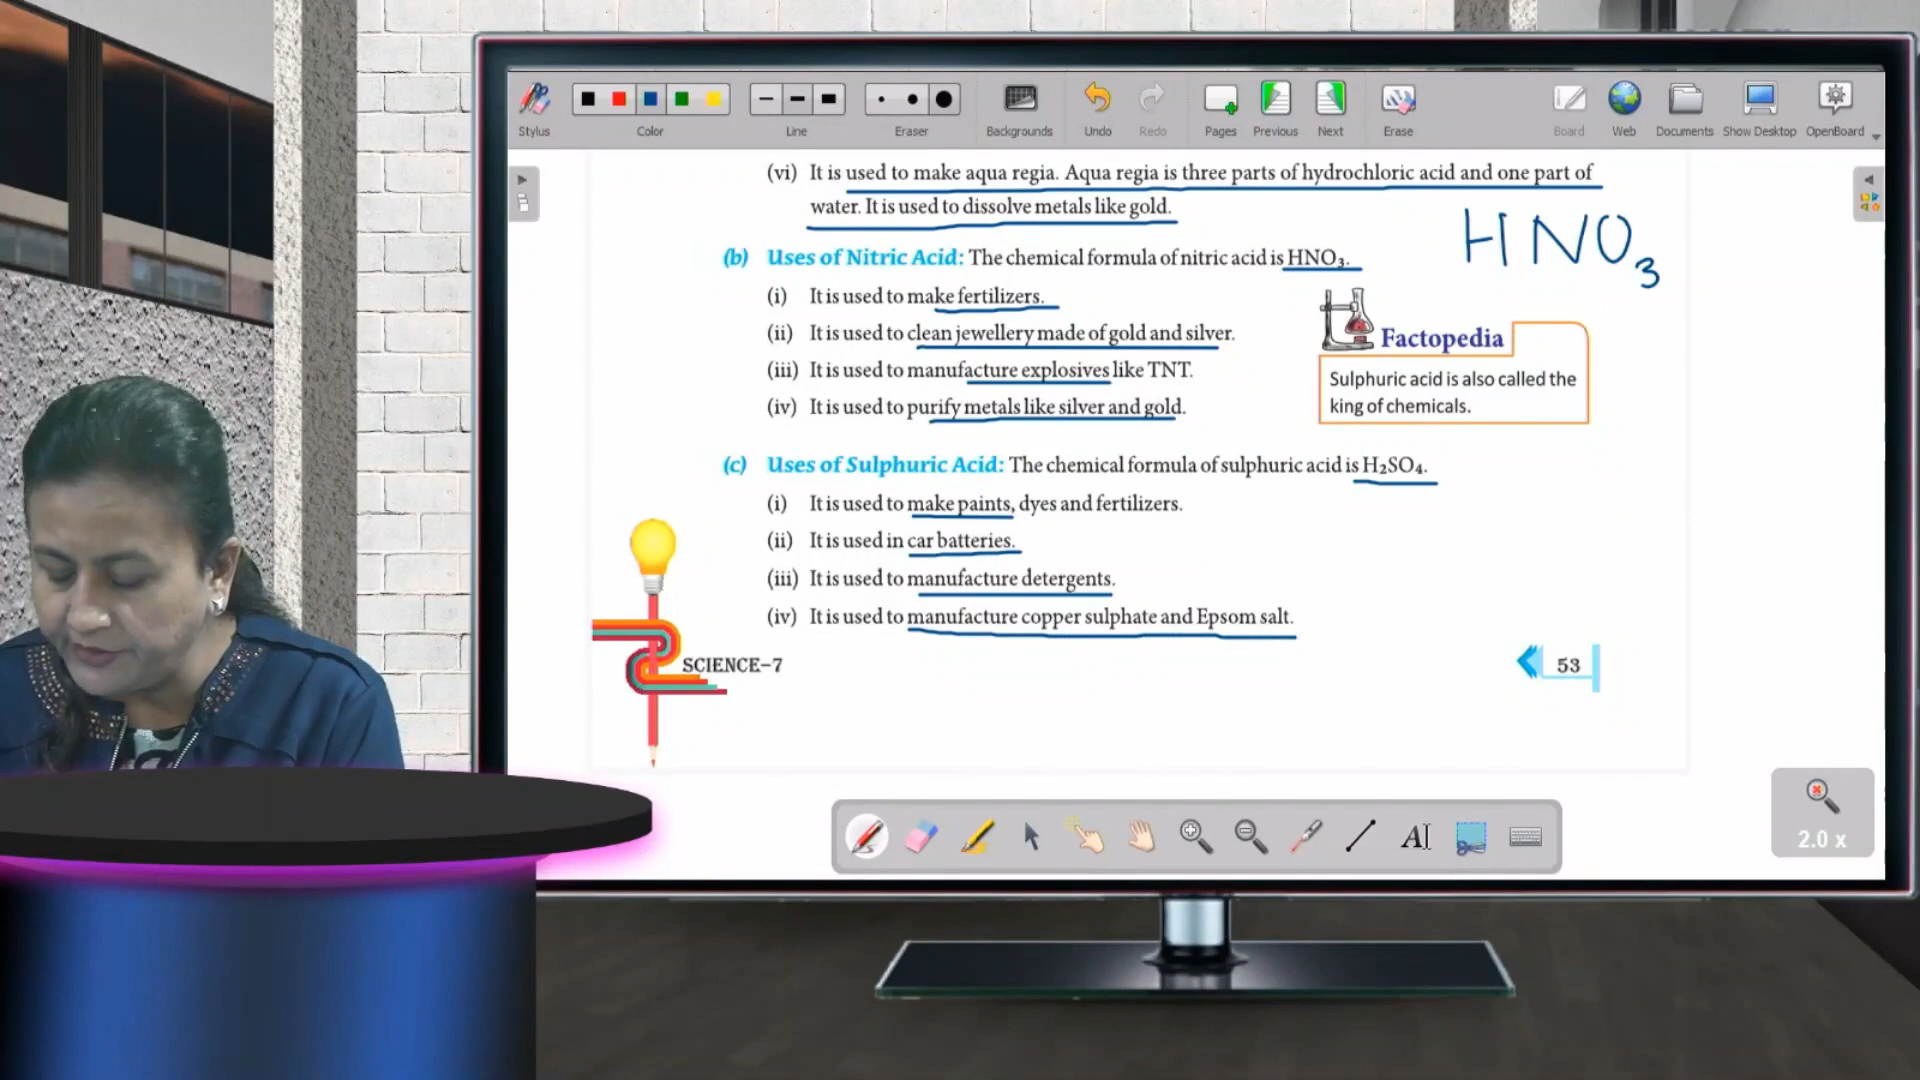 Stylus
Color
Line
Eraser
Backgrounds
Undo
Redo
Pages
Previous
Next
Erase
Board
Web
Documents
Show Desktop
OpenBoard
(vi) It is used to make aqua regia. Aqua regia is three parts of hydrochloric acid and one part of
water. It is used to dissolve metals like gold.
HNO₃
(b) Uses of Nitric Acid: The chemical formula of nitric acid is HNO₃.
(i) It is used to make fertilizers.
(ii) It is used to clean jewellery made of gold and silver.
(iii) It is used to manufacture explosives like TNT.
(iv) It is used to purify metals like silver and gold.
Factopedia
Sulphuric acid is also called the
king of chemicals.
(c) Uses of Sulphuric Acid: The chemical formula of sulphuric acid is H₂SO₄.
(i) It is used to make paints, dyes and fertilizers.
(ii) It is used in car batteries.
(iii) It is used to manufacture detergents.
(iv) It is used to manufacture copper sulphate and Epsom salt.
SCIENCE–7
53
AI
2.0 x